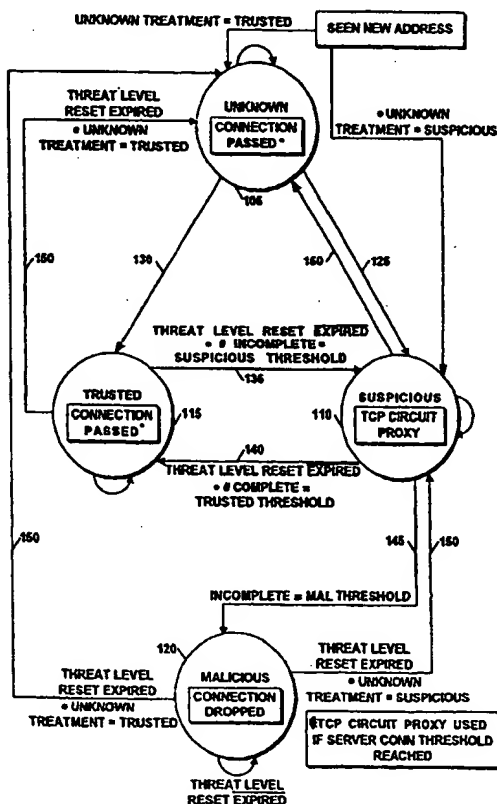 UNKNOWN TREATMENT = TRUSTED
SEEN NEW ADDRESS
THREAT LEVEL
RESET EXPIRED
• UNKNOWN
TREATMENT = TRUSTED
UNKNOWN
CONNECTION
PASSED*
105
• UNKNOWN
TREATMENT = SUSPICIOUS
150
130
150
125
THREAT LEVEL RESET EXPIRED
• # INCOMPLETE =
SUSPICIOUS THRESHOLD
135
TRUSTED
CONNECTION
PASSED*
115
SUSPICIOUS
110
TCP CIRCUIT
PROXY
140
THREAT LEVEL RESET EXPIRED
• # COMPLETE =
TRUSTED THRESHOLD
150
145
150
INCOMPLETE = MAL THRESHOLD
120
THREAT LEVEL
RESET EXPIRED
• UNKNOWN
TREATMENT = TRUSTED
MALICIOUS
CONNECTION
DROPPED
THREAT LEVEL
RESET EXPIRED
• UNKNOWN
TREATMENT = SUSPICIOUS
TCP CIRCUIT PROXY USED
IF SERVER CONN THRESHOLD
REACHED
THREAT LEVEL
RESET EXPIRED